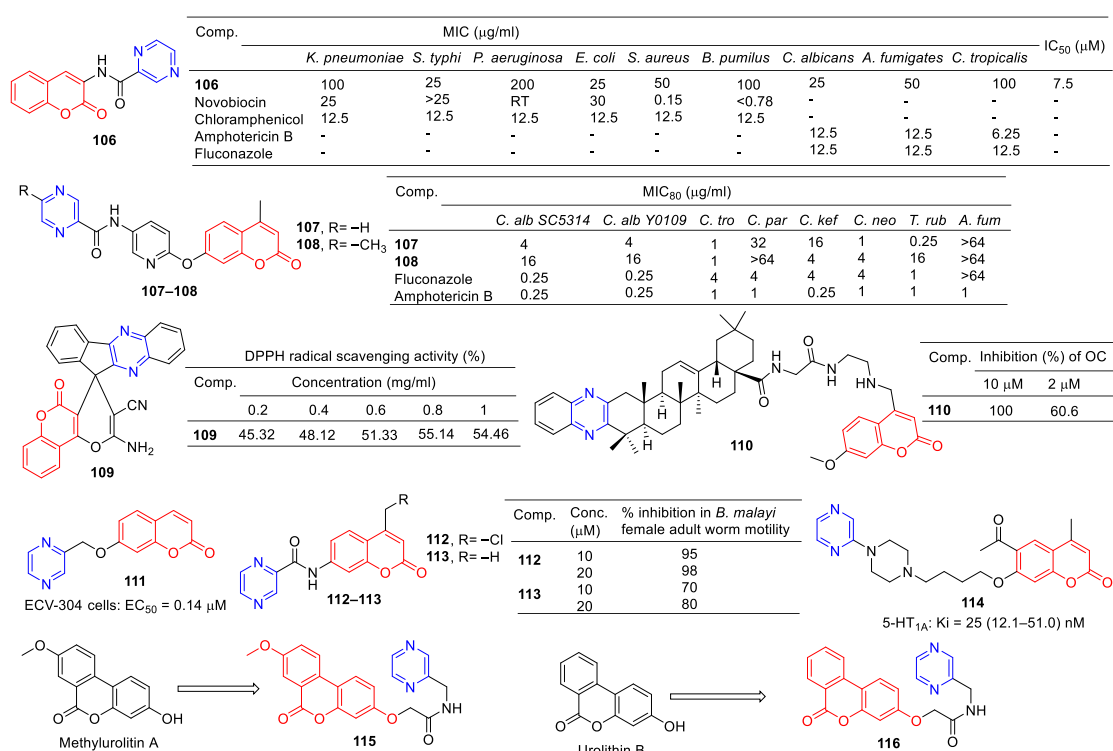 Comp. MIC (μg/ml) IC50 (μM)
K. pneumoniae S. typhi P. aeruginosa E. coli S. aureus B. pumilus C. albicans A. fumigates C. tropicalis
106 100 25 200 25 50 100 25 50 100 7.5
Novobiocin 25 >25 RT 30 0.15 <0.78 - - - -
Chloramphenicol 12.5 12.5 12.5 12.5 12.5 12.5 - - - -
Amphotericin B - - - - - - 12.5 12.5 6.25 -
Fluconazole - - - - - - 12.5 12.5 12.5 -
HN
N
N
O
O
O
106
R
N
N
O
H
N
N
O
O
O
107, R= –H
108, R= –CH3
107–108
Comp. MIC80 (μg/ml)
C. alb SC5314 C. alb Y0109 C. tro C. par C. kef C. neo T. rub A. fum
107 4 4 1 32 16 1 0.25 >64
108 16 16 1 >64 4 4 16 >64
Fluconazole 0.25 0.25 4 4 4 4 1 >64
Amphotericin B 0.25 0.25 1 1 0.25 1 1 1
N
N
O
O
CN
O
NH2
109
DPPH radical scavenging activity (%)
Comp. Concentration (mg/ml)
0.2 0.4 0.6 0.8 1
109 45.32 48.12 51.33 55.14 54.46
N
N
H
H
H
N
O
O
N
H
HN
O
O
O
110
Comp. Inhibition (%) of OC
10 μM 2 μM
110 100 60.6
N
N
O
O
O
111
ECV-304 cells: EC50 = 0.14 μM
R
N
N
O
N
H
O
O
112, R= –Cl
113, R= –H
112–113
Comp. Conc. (μM) % inhibition in B. malayi female adult worm motility
112 10 95
20 98
113 10 70
20 80
N
N
N
N
O
O
O
O
114
5-HT1A: Ki = 25 (12.1–51.0) nM
O
O
O
OH
Methylurolitin A
O
O
O
O
O
NH
N
N
115
O
O
OH
Urolithin B
O
O
O
O
NH
N
N
116